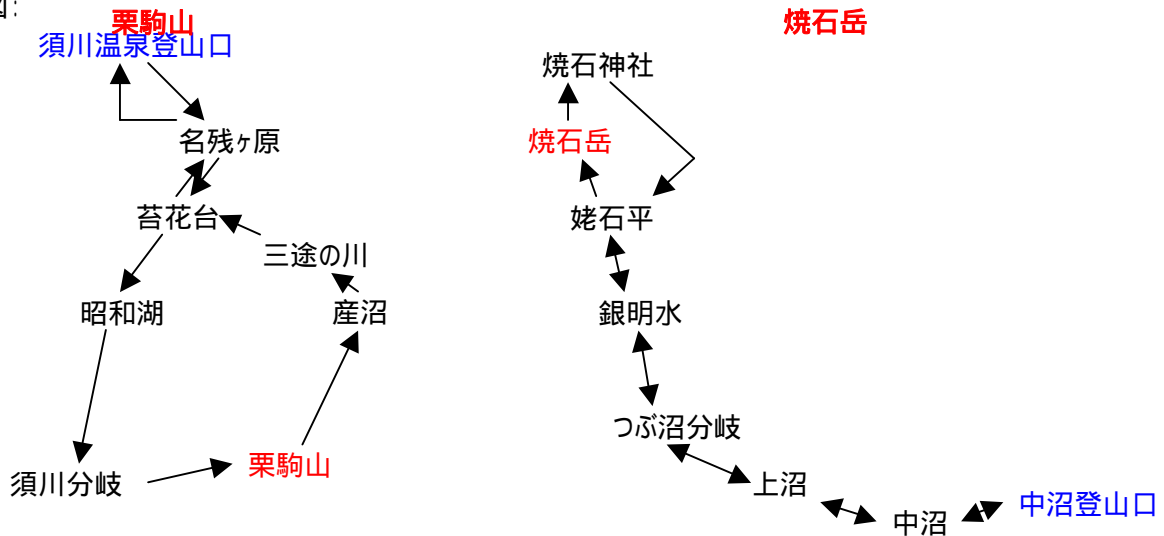 栗駒山
須川温泉登山口
名残ヶ原
苔花台
三途の川
昭和湖
産沼
須川分岐
栗駒山
焼石岳
焼石神社
焼石岳
姥石平
銀明水
つぶ沼分岐
上沼
中沼
中沼登山口